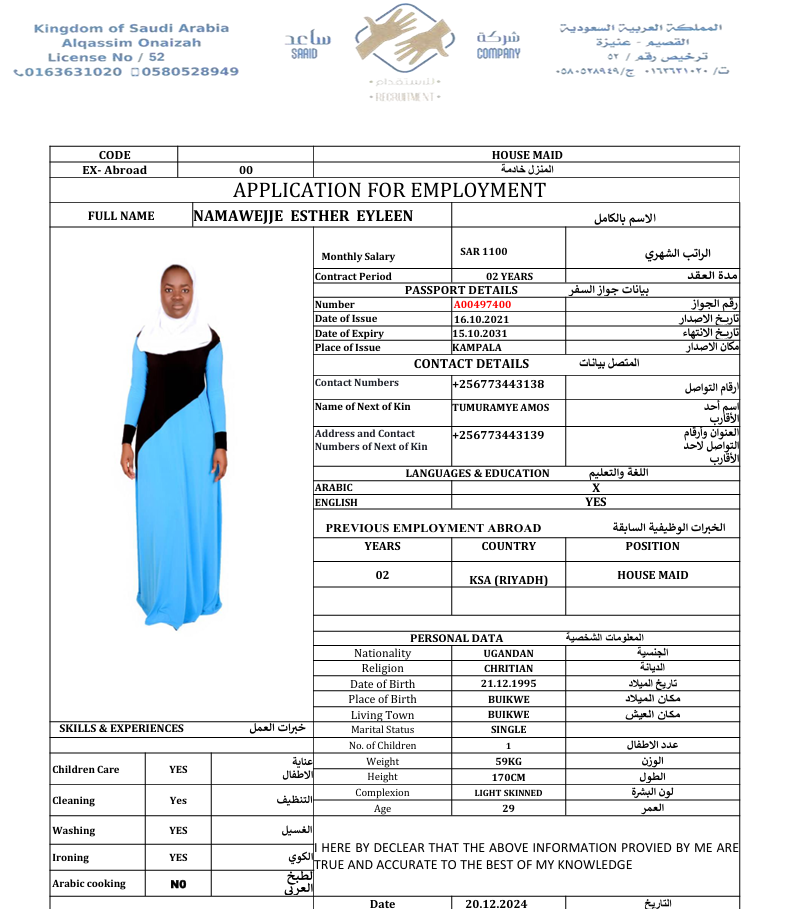 Kingdom of Saudi Arabia
Alqassim Onaizah
License No / 52
0163631020 0580528949
ساعد
SAAID
شركة
COMPANY
للاستقدام
RECRUITMENT
المملكة العربية السعودية
القصيم - عنيزة
ترخيص رقم / ٥٢
ت/ ٠١٦٣٦٣١٠٢٠ ج/ ٠٥٨٠٥٢٨٩٤٩
CODE HOUSE MAID
EX- Abroad 00 المنزل خادمة
APPLICATION FOR EMPLOYMENT
FULL NAME NAMAWEJJE ESTHER EYLEEN الاسم بالكامل
Monthly Salary SAR 1100 الراتب الشهري
Contract Period 02 YEARS مدة العقد
PASSPORT DETAILS بيانات جواز السفر
Number A00497400 رقم الجواز
Date of Issue 16.10.2021 تاريخ الاصدار
Date of Expiry 15.10.2031 تاريخ الانتهاء
Place of Issue KAMPALA مكان الاصدار
CONTACT DETAILS المتصل بيانات
Contact Numbers +256773443138 ارقام التواصل
Name of Next of Kin TUMURAMYE AMOS اسم أحد
الأقارب
Address and Contact +256773443139 العنوان وأرقام
Numbers of Next of Kin التواصل لاحد
الأقارب
LANGUAGES & EDUCATION اللغة والتعليم
ARABIC X
ENGLISH YES
PREVIOUS EMPLOYMENT ABROAD الخبرات الوظيفية السابقة
YEARS COUNTRY POSITION
02 KSA (RIYADH) HOUSE MAID
PERSONAL DATA المعلومات الشخصية
Nationality UGANDAN الجنسية
Religion CHRITIAN الديانة
Date of Birth 21.12.1995 تاريخ الميلاد
Place of Birth BUIKWE مكان الميلاد
Living Town BUIKWE مكان العيش
Marital Status SINGLE
No. of Children 1 عدد الاطفال
Weight 59KG الوزن
Height 170CM الطول
Complexion LIGHT SKINNED لون البشرة
Age 29 العمر
SKILLS & EXPERIENCES خبرات العمل
Children Care YES عناية
الاطفال
Cleaning Yes التنظيف
Washing YES الغسيل
Ironing YES الكوي
Arabic cooking NO لطبخ
العربى
I HERE BY DECLEAR THAT THE ABOVE INFORMATION PROVIED BY ME ARE
TRUE AND ACCURATE TO THE BEST OF MY KNOWLEDGE
Date 20.12.2024 التاريخ